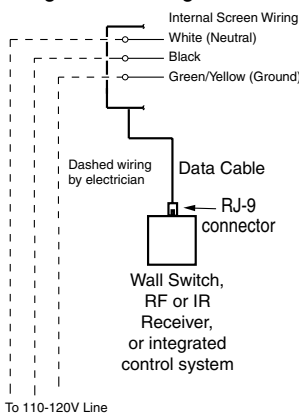 Internal Screen Wiring
White (Neutral)
Black
Green/Yellow (Ground)
Dashed wiring
by electrician
Data Cable
RJ-9
connector
Wall Switch,
RF or IR
Receiver,
or integrated
control system
To 110-120V Line